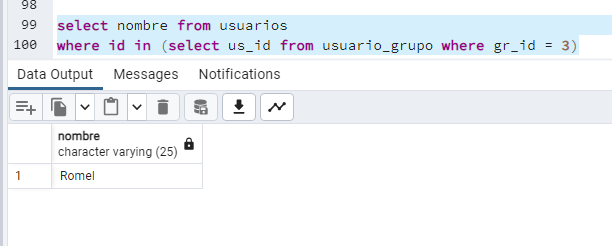 98
99 select nombre from usuarios
100 where id in (select us_id from usuario_grupo where gr_id = 3)
Data Output Messages Notifications
nombre
character varying (25)
1 Romel